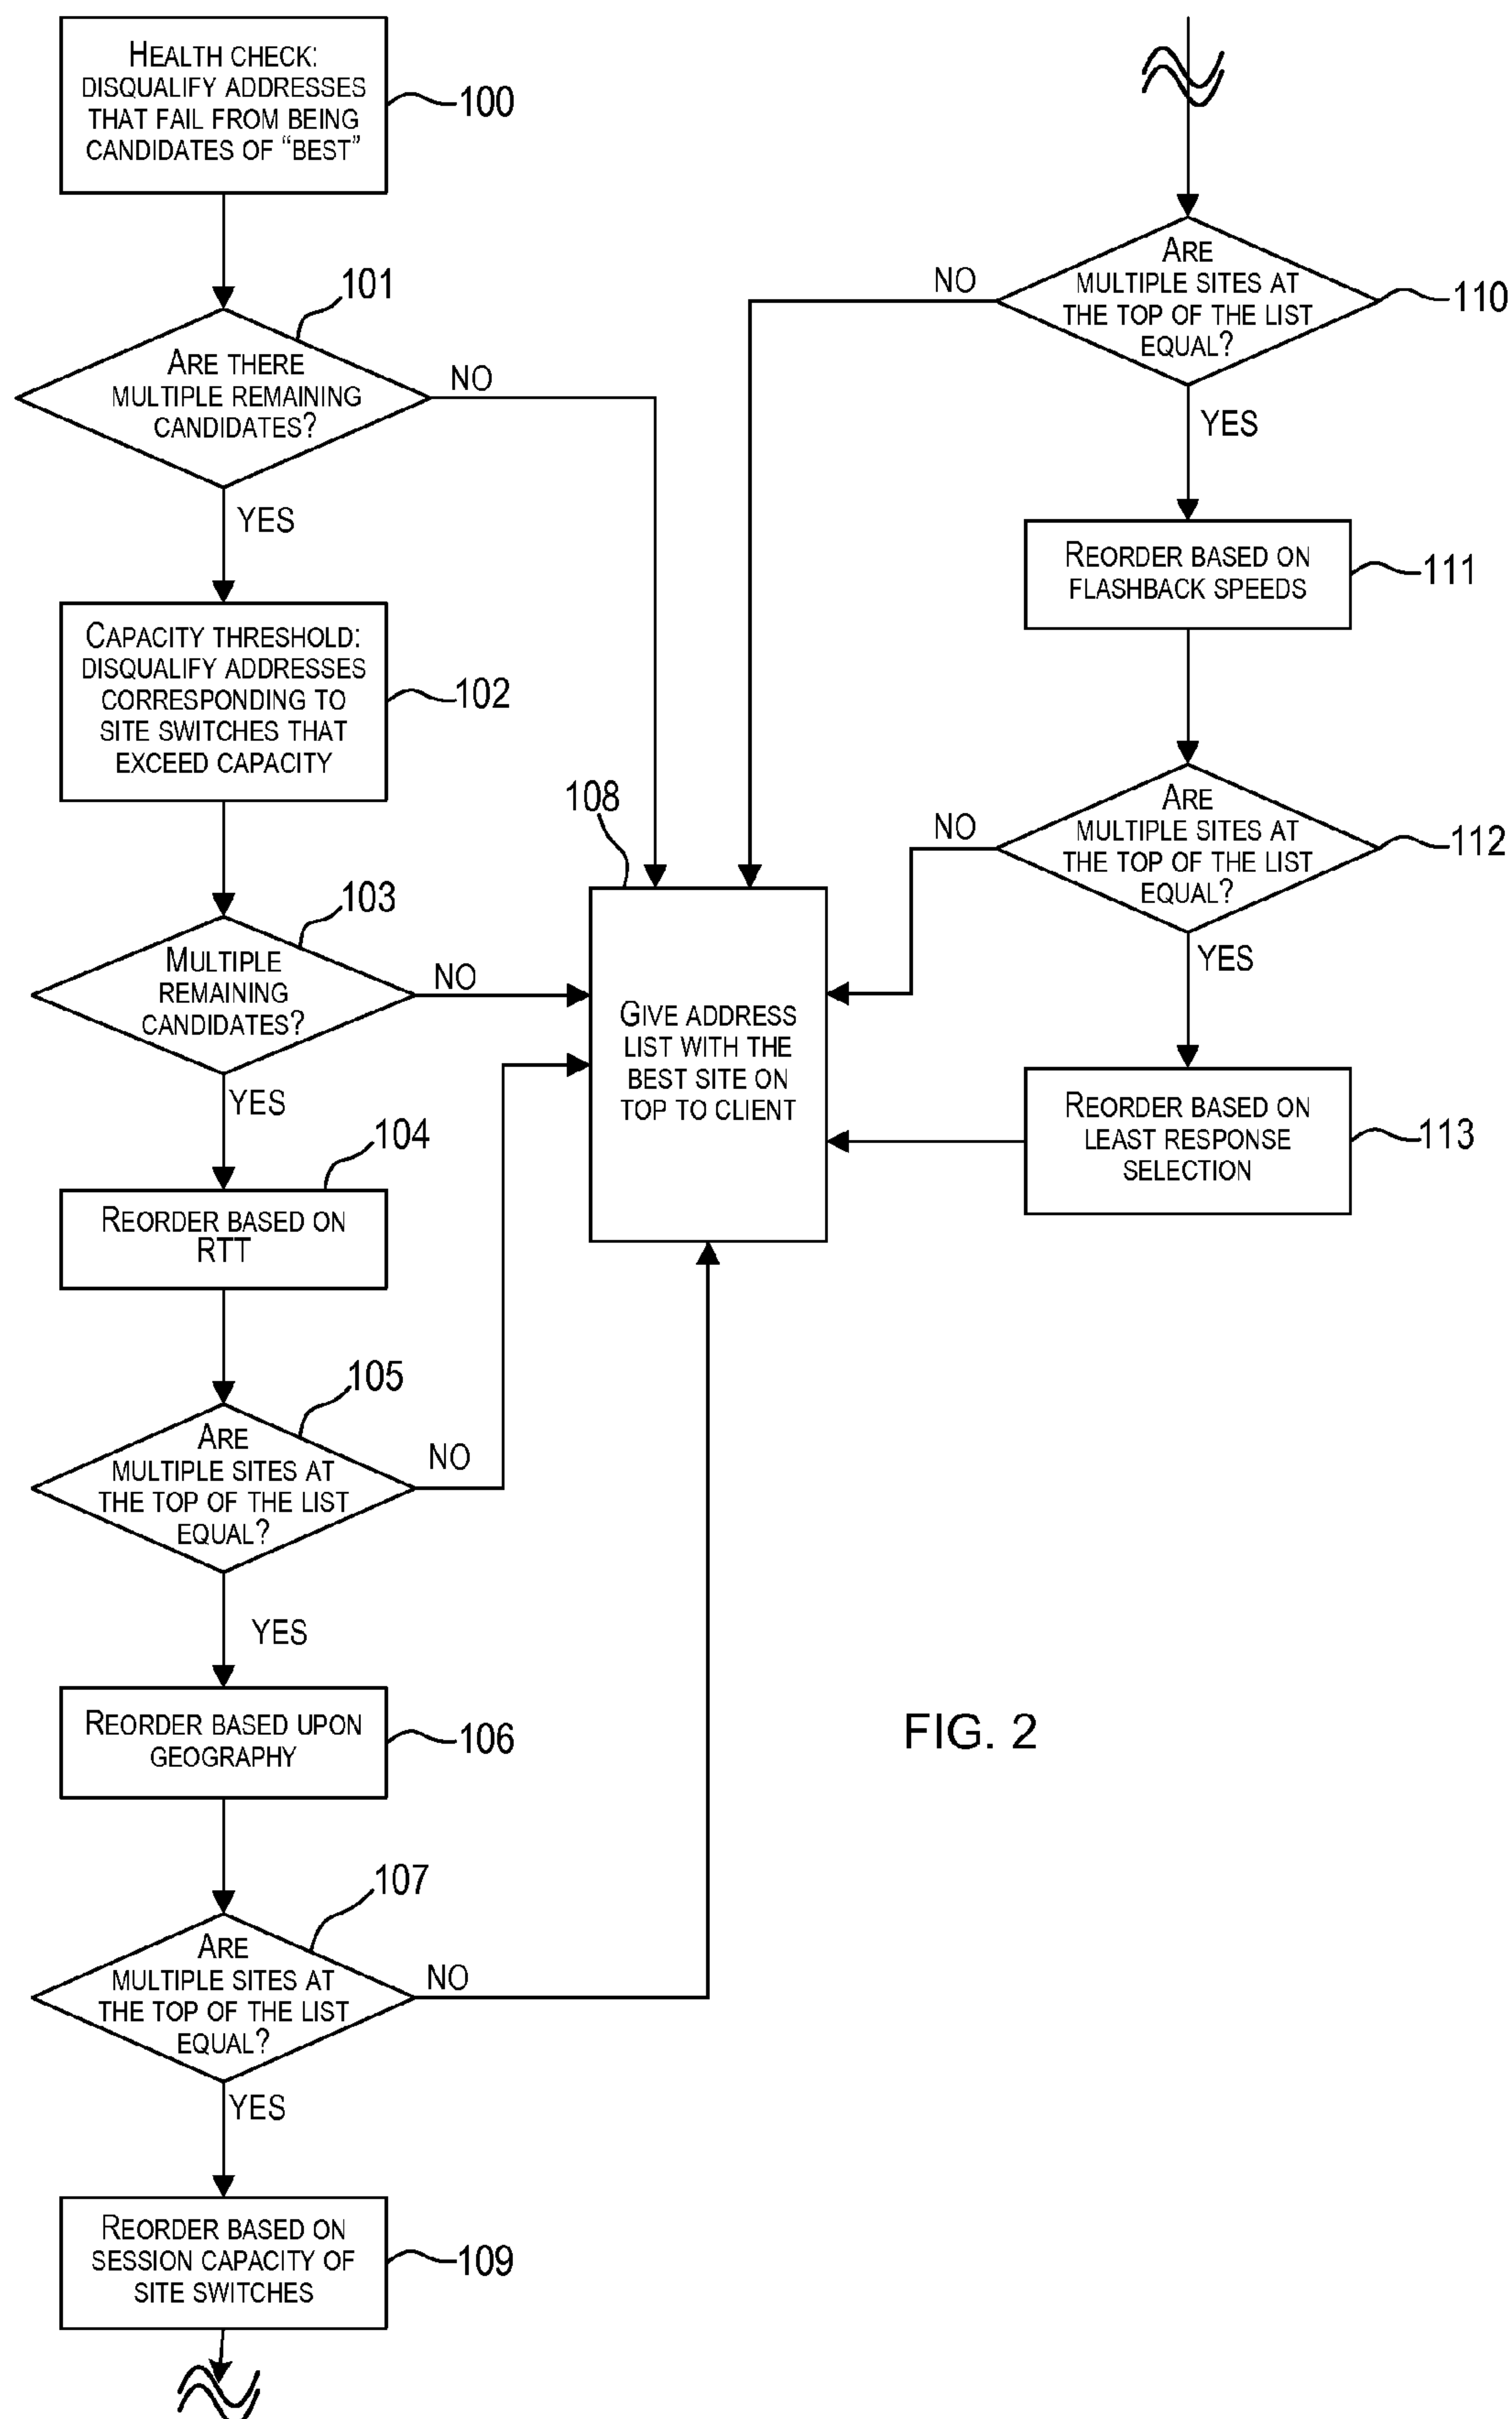 HEALTH CHECK:
DISQUALIFY ADDRESSES
THAT FAIL FROM BEING
CANDIDATES OF “BEST”
100
101
ARE THERE
MULTIPLE REMAINING
CANDIDATES?
NO
YES
CAPACITY THRESHOLD:
DISQUALIFY ADDRESSES
CORRESPONDING TO
SITE SWITCHES THAT
EXCEED CAPACITY
102
103
MULTIPLE
REMAINING
CANDIDATES?
NO
YES
104
REORDER BASED ON
RTT
105
ARE
MULTIPLE SITES AT
THE TOP OF THE LIST
EQUAL?
NO
YES
REORDER BASED UPON
GEOGRAPHY
106
107
ARE
MULTIPLE SITES AT
THE TOP OF THE LIST
EQUAL?
NO
YES
REORDER BASED ON
SESSION CAPACITY OF
SITE SWITCHES
109
108
GIVE ADDRESS
LIST WITH THE
BEST SITE ON
TOP TO CLIENT
ARE
MULTIPLE SITES AT
THE TOP OF THE LIST
EQUAL?
110
NO
YES
REORDER BASED ON
FLASHBACK SPEEDS
111
ARE
MULTIPLE SITES AT
THE TOP OF THE LIST
EQUAL?
112
NO
YES
REORDER BASED ON
LEAST RESPONSE
SELECTION
113
FIG. 2